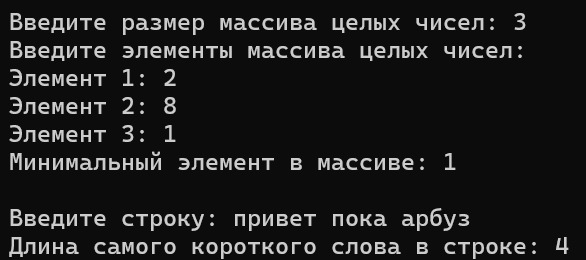 Введите размер массива целых чисел: 3
Введите элементы массива целых чисел:
Элемент 1: 2
Элемент 2: 8
Элемент 3: 1
Минимальный элемент в массиве: 1
Введите строку: привет пока арбуз
Длина самого короткого слова в строке: 4